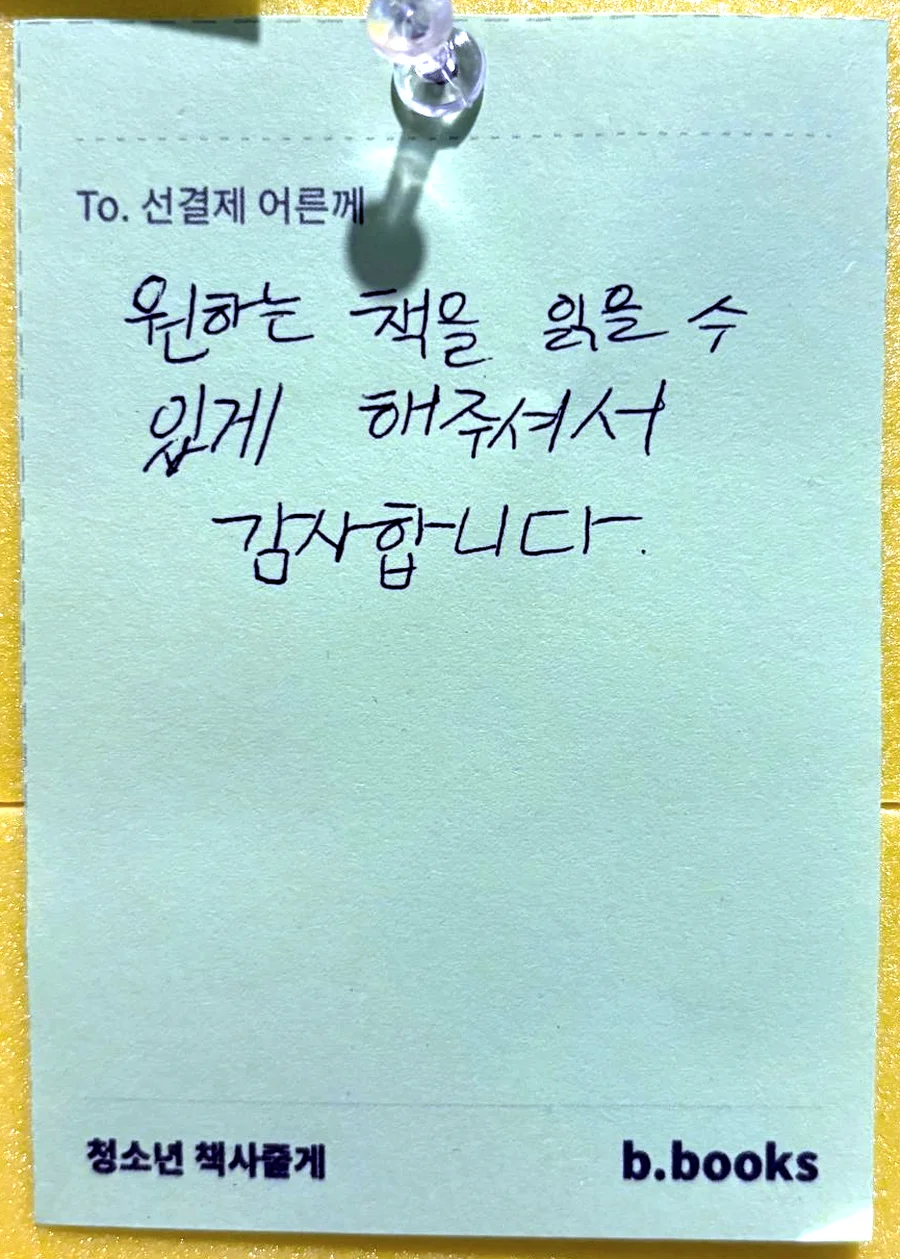 To. 선결제 어른께
원하는 책을 읽을 수
있게 해주셔서
감사합니다.
청소년 책사줄게
b.books